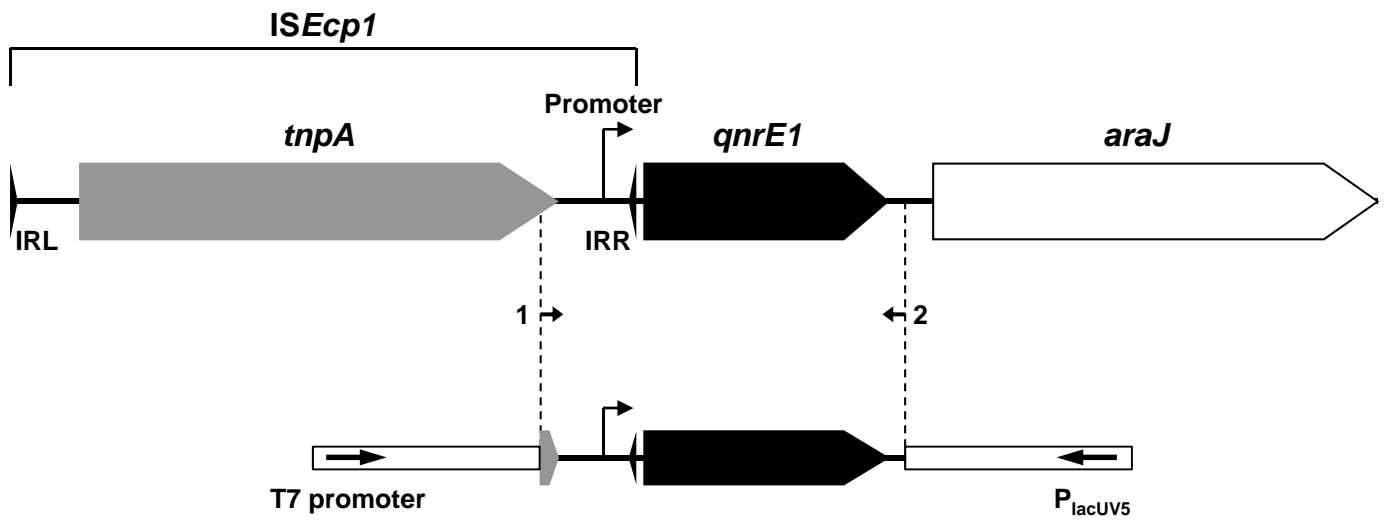 ISEcp1
Promoter
tnpA
qnrE1
araJ
IRL
IRR
1
2
T7 promoter
PlacUV5